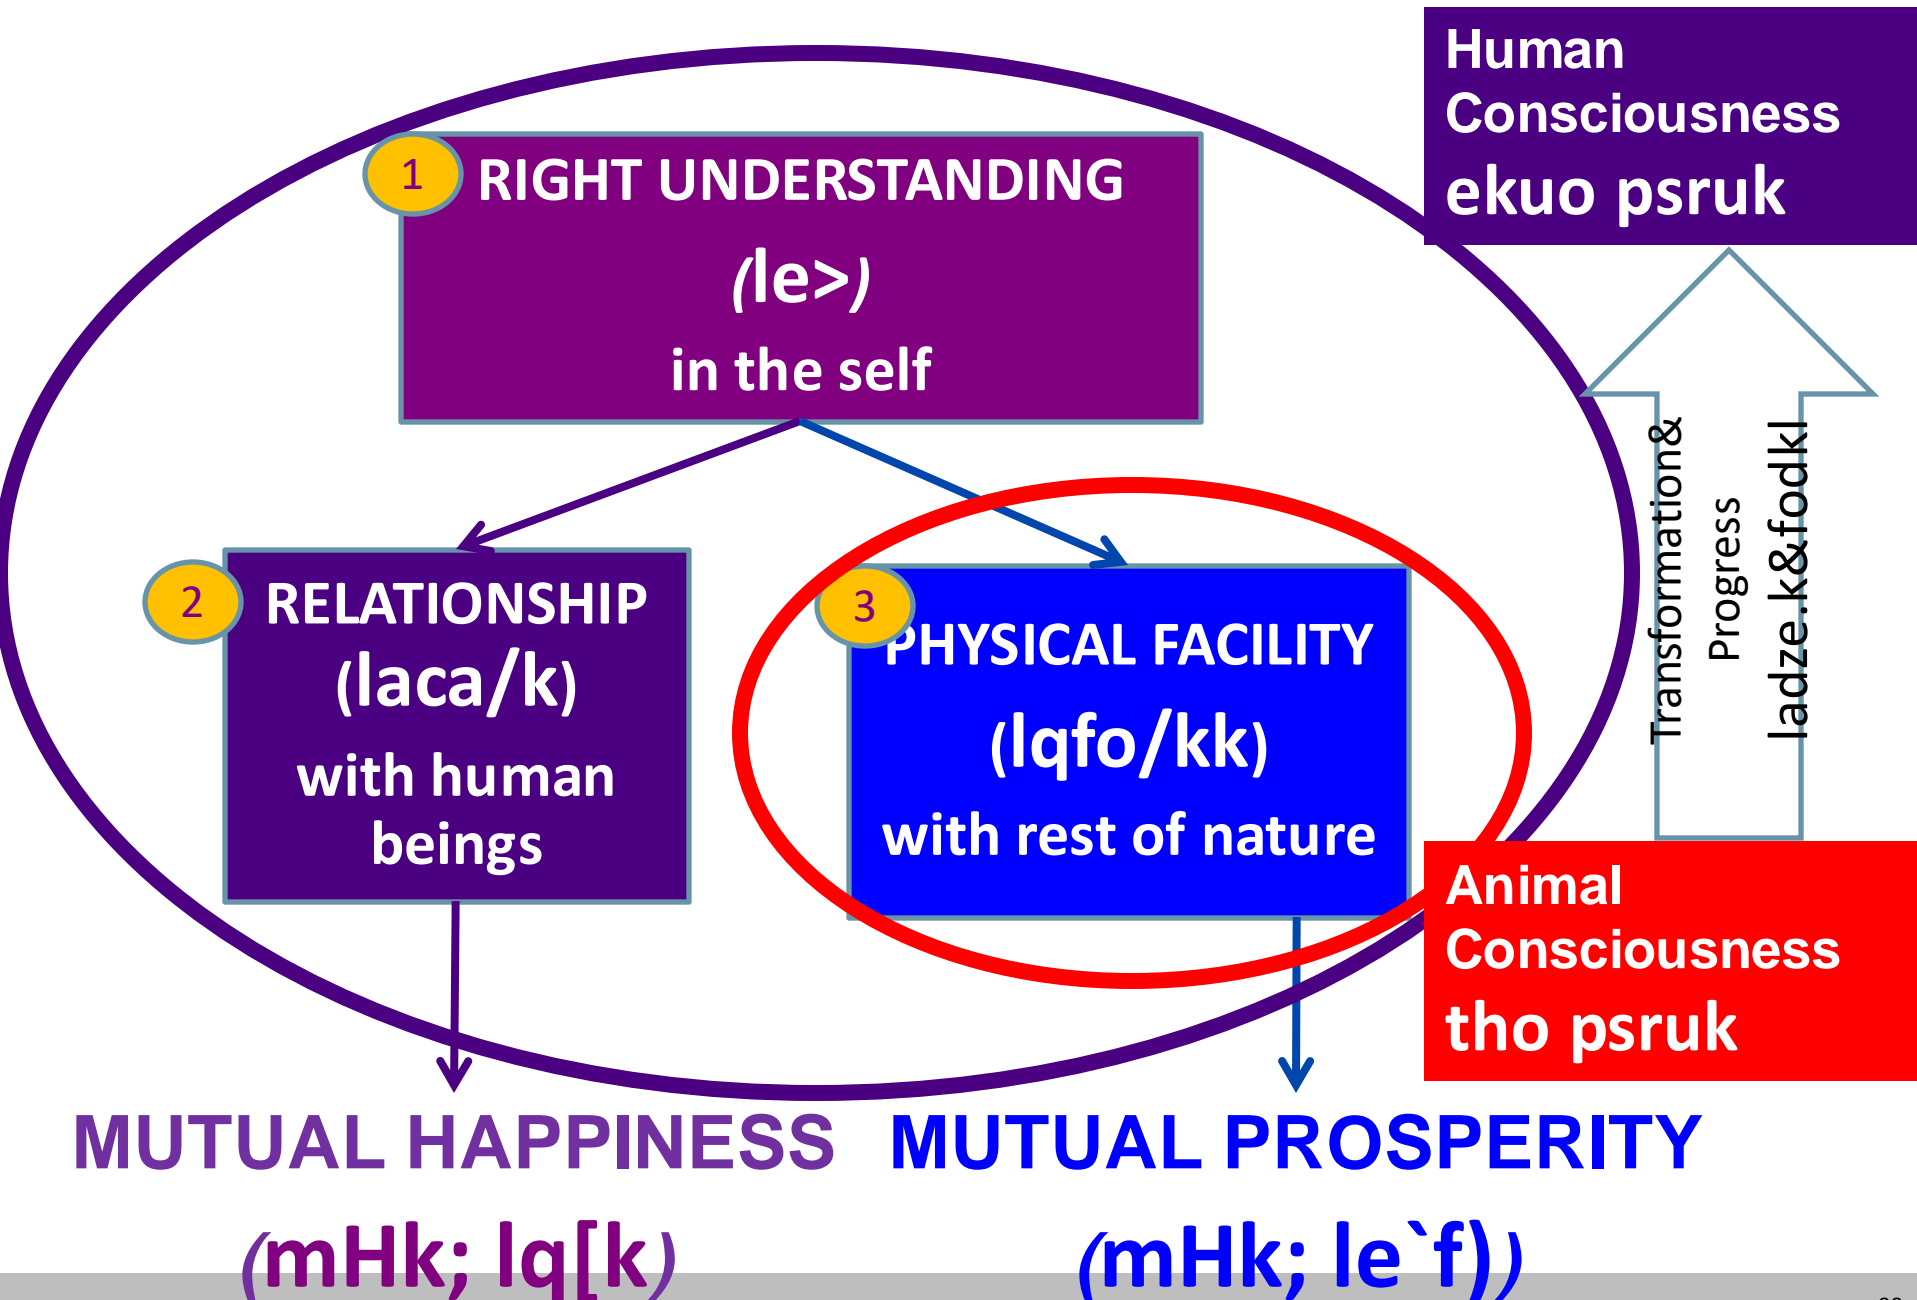 Human
Consciousness
ekuo psruk
1
RIGHT UNDERSTANDING
(le>)
in the self
2
RELATIONSHIP
(laca/k)
with human
beings
3
PHYSICAL FACILITY
(lqfo/kk)
with rest of nature
Transformation&
Progress
ladze.k&fodkl
Animal
Consciousness
tho psruk
MUTUAL HAPPINESS
(mHk; lq[k)
MUTUAL PROSPERITY
(mHk; le`f))